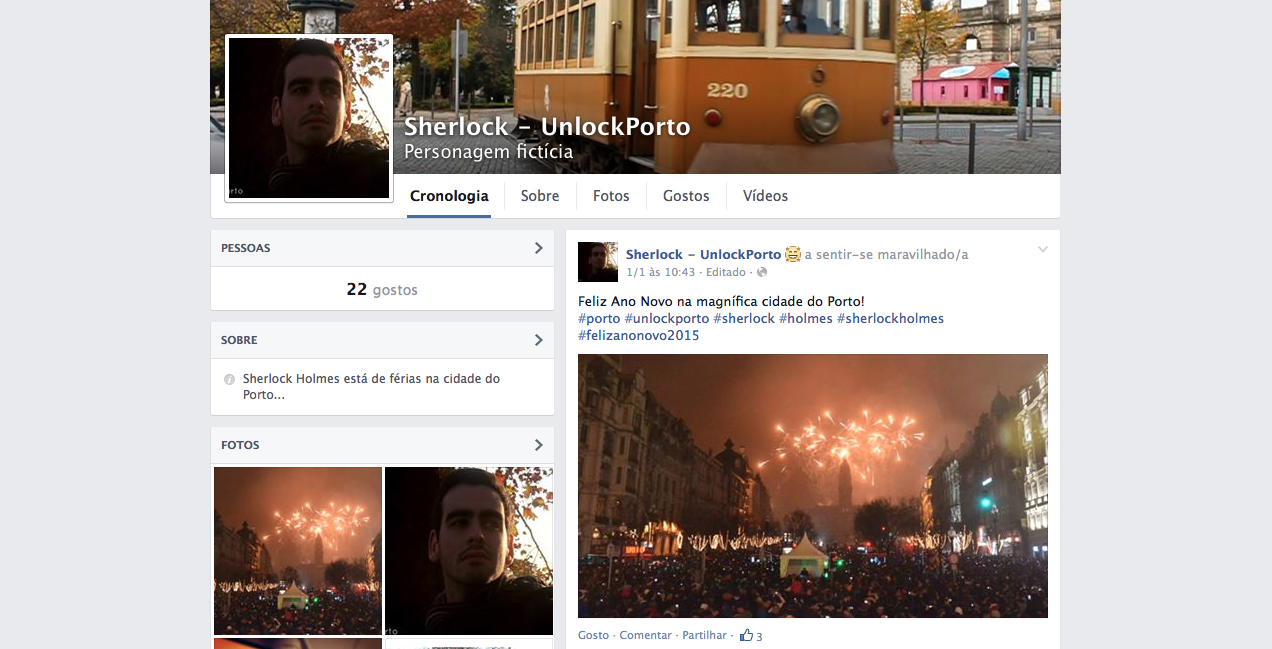 220
Sherlock – UnlockPorto
Personagem fictícia
rto
Cronologia
Sobre
Fotos
Gostos
Vídeos
PESSOAS
22 gostos
SOBRE
Sherlock Holmes está de férias na cidade do
Porto...
FOTOS
rto
Sherlock – UnlockPorto a sentir-se maravilhado/a
1/1 às 10:43 · Editado ·
Feliz Ano Novo na magnífica cidade do Porto!
#porto #unlockporto #sherlock #holmes #sherlockholmes
#felizanonovo2015
Gosto · Comentar · Partilhar · 3